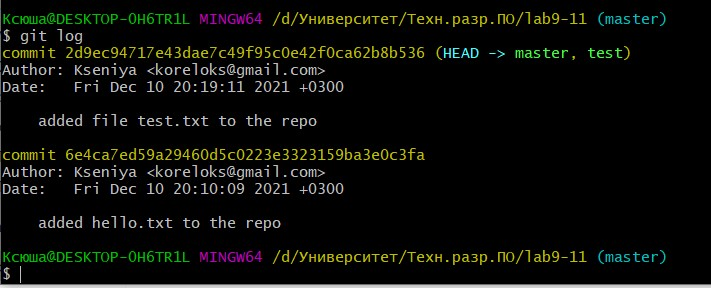 Ксюша@DESKTOP-OH6TR1L MINGW64 /d/Университет/Техн.разр.ПО/lab9-11 (master)
$ git log
commit 2d9ec94717e43dae7c49f95c0e42f0ca62b8b536 (HEAD -> master, test)
Author: Kseniya <koreloks@gmail.com>
Date:   Fri Dec 10 20:19:11 2021 +0300
    added file test.txt to the repo
commit 6e4ca7ed59a29460d5c0223e3323159ba3e0c3fa
Author: Kseniya <koreloks@gmail.com>
Date:   Fri Dec 10 20:10:09 2021 +0300
    added hello.txt to the repo
Ксюша@DESKTOP-OH6TR1L MINGW64 /d/Университет/Техн.разр.ПО/lab9-11 (master)
$